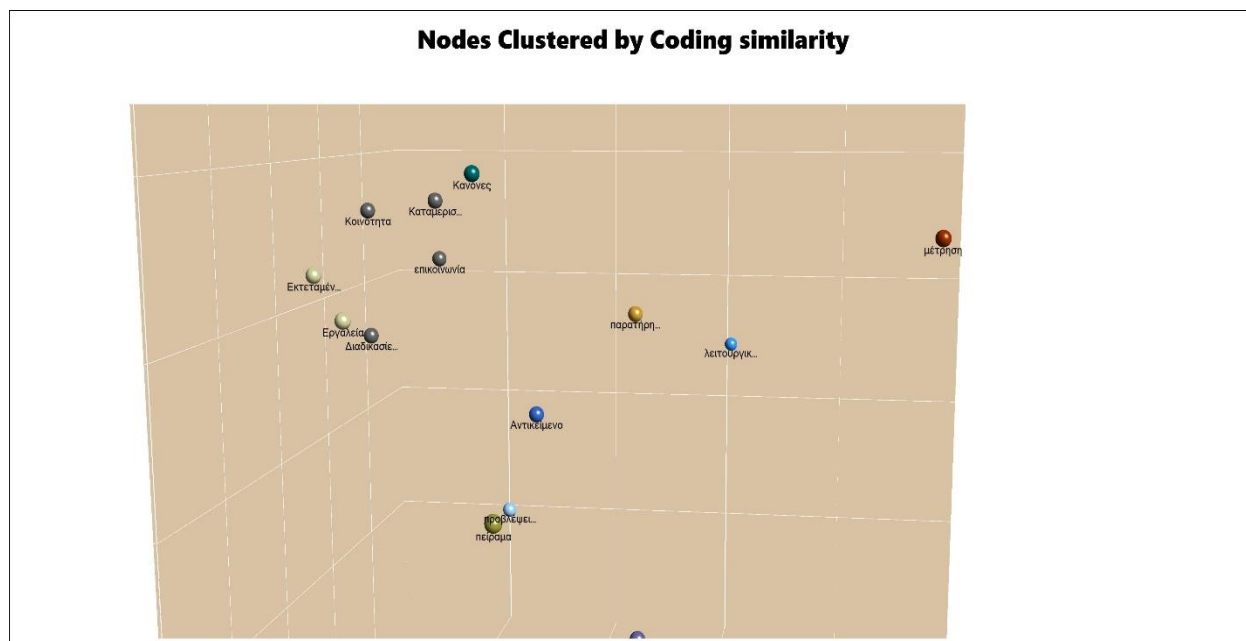 Nodes Clustered by Coding similarity
Κανόνες
Καταμερισ...
Κοινότητα
μέτρηση
επικοινωνία
Εκτεταμέν...
παρατήρη...
Εργαλεία
Διαδικασίε...
λειτουργικ...
Αντικείμενο
προβλέψει...
πείραμα